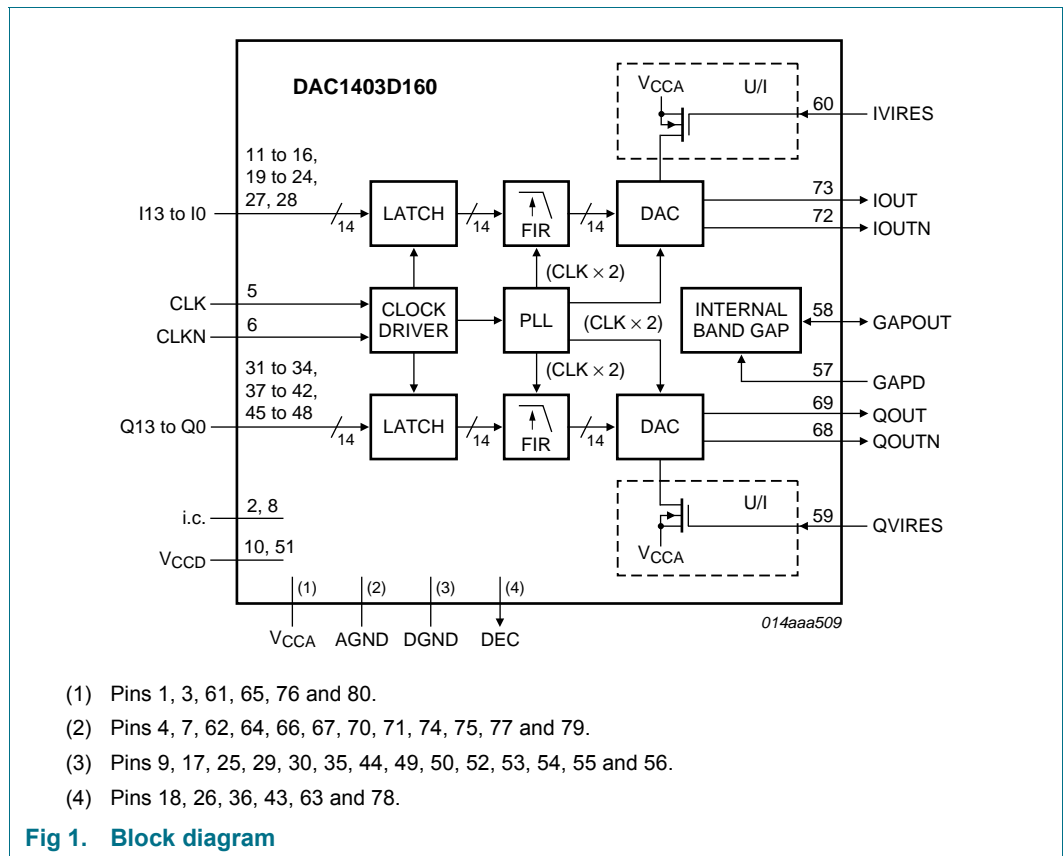 DAC1403D160
VCCA
U/I
60
IVIRES
11 to 16,
19 to 24,
27, 28
I13 to I0
14
LATCH
14
FIR
14
DAC
73
IOUT
72
IOUTN
(CLK × 2)
CLK
5
CLKN
6
CLOCK
DRIVER
PLL
(CLK × 2)
INTERNAL
BAND GAP
58
GAPOUT
(CLK × 2)
57
GAPD
31 to 34,
37 to 42,
45 to 48
Q13 to Q0
14
LATCH
14
FIR
14
DAC
69
QOUT
68
QOUTN
i.c.
2, 8
VCCD
10, 51
U/I
59
QVIRES
VCCA
(1)
(2)
(3)
(4)
VCCA
AGND
DGND
DEC
014aaa509
(1) Pins 1, 3, 61, 65, 76 and 80.
(2) Pins 4, 7, 62, 64, 66, 67, 70, 71, 74, 75, 77 and 79.
(3) Pins 9, 17, 25, 29, 30, 35, 44, 49, 50, 52, 53, 54, 55 and 56.
(4) Pins 18, 26, 36, 43, 63 and 78.
Fig 1. Block diagram